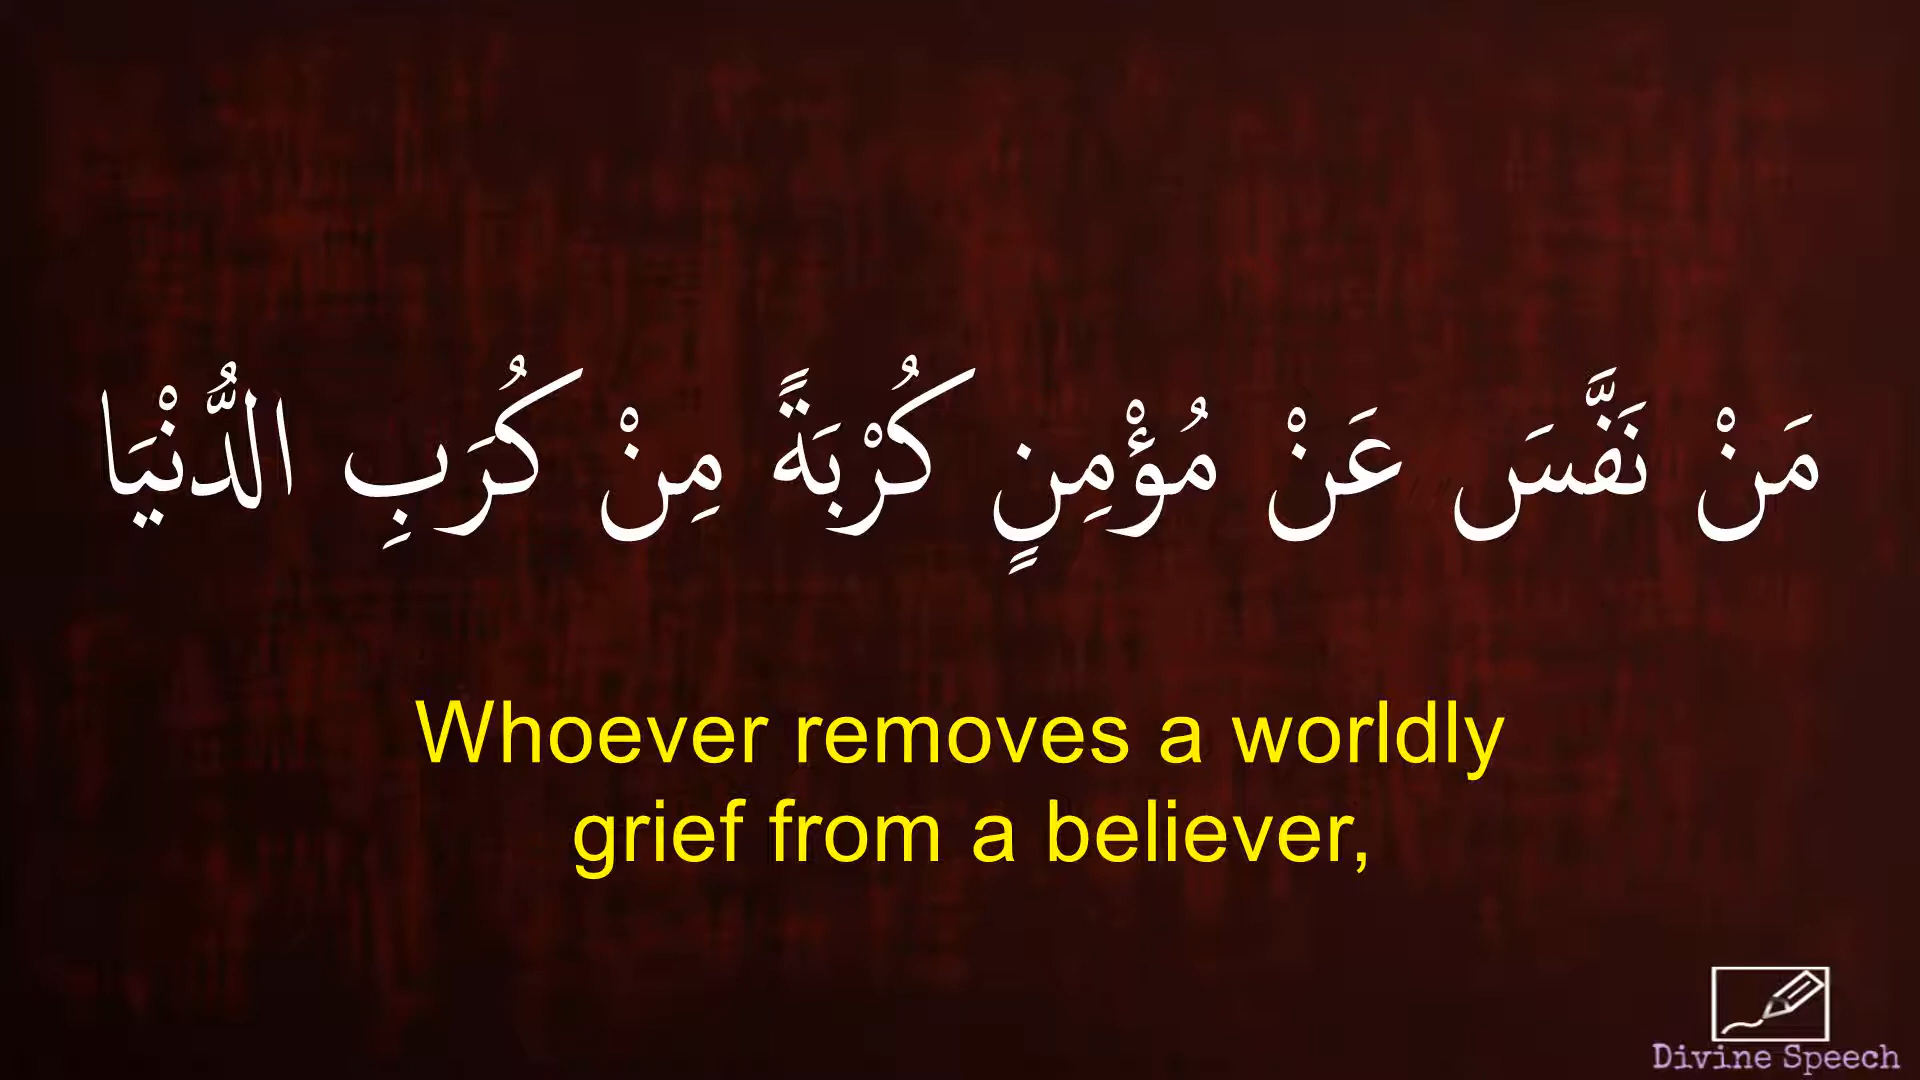 مَنْ نَفَّسَ عَنْ مُؤْمِنٍ كُرْبَةً مِنْ كُرَبِ الدُّنْيَا
Whoever removes a worldly
grief from a believer,
Divine Speech